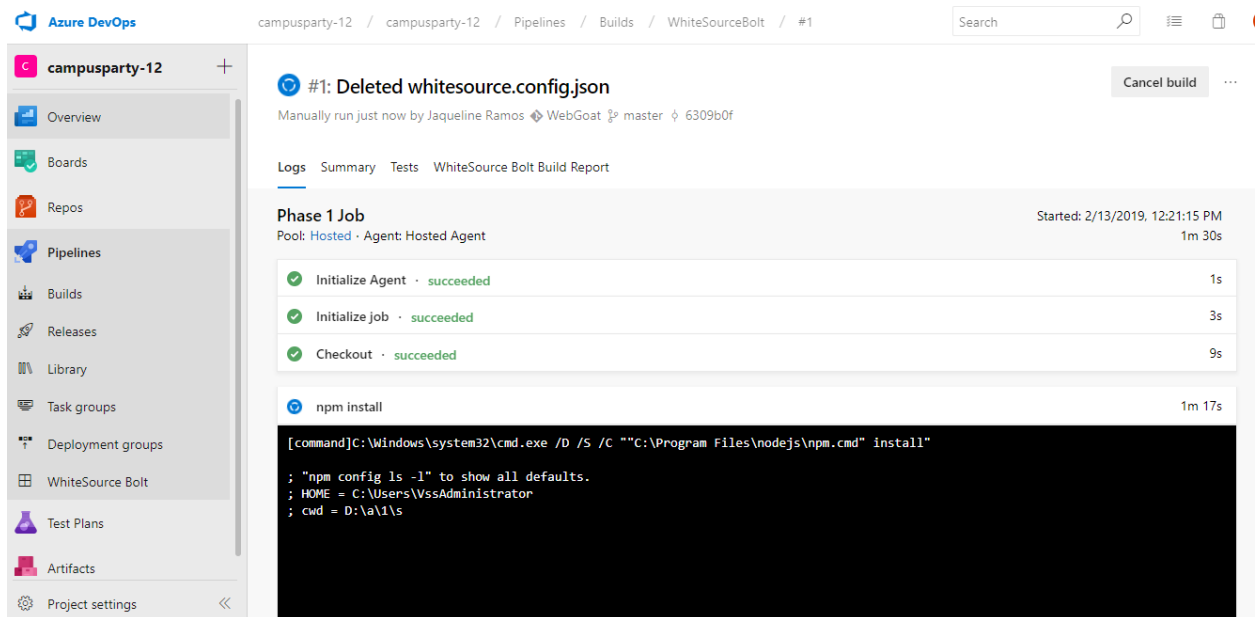 Azure DevOps
campusparty-12 / campusparty-12 / Pipelines / Builds / WhiteSourceBolt / #1
Search
C campusparty-12
Overview
Boards
Repos
Pipelines
Builds
Releases
Library
Task groups
Deployment groups
WhiteSource Bolt
Test Plans
Artifacts
Project settings
#1: Deleted whitesource.config.json
Cancel build
Manually run just now by Jaqueline Ramos WebGoat master 6309b0f
Logs Summary Tests WhiteSource Bolt Build Report
Phase 1 Job
Started: 2/13/2019, 12:21:15 PM
Pool: Hosted · Agent: Hosted Agent
1m 30s
Initialize Agent · succeeded 1s
Initialize job · succeeded 3s
Checkout · succeeded 9s
npm install 1m 17s
[command]C:\Windows\system32\cmd.exe /D /S /C ""C:\Program Files\nodejs\npm.cmd" install"
; "npm config ls -l" to show all defaults.
; HOME = C:\Users\VssAdministrator
; cwd = D:\a\1\s